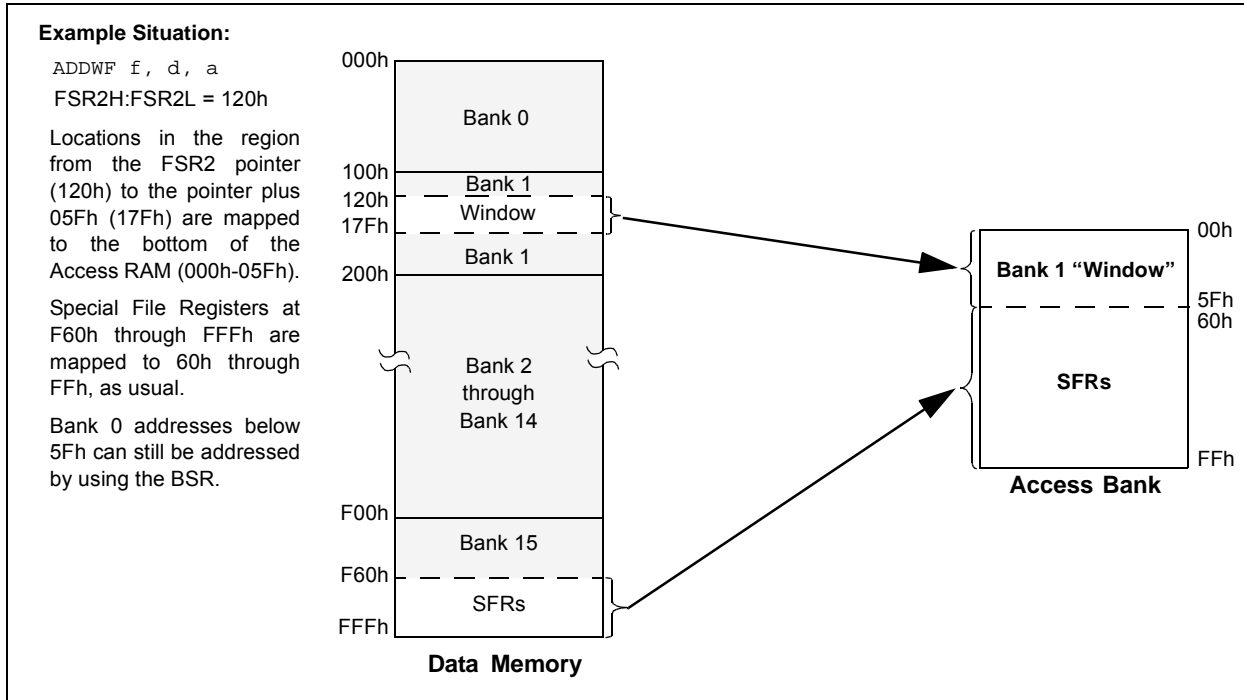 Example Situation:
ADDWF f, d, a
FSR2H:FSR2L = 120h
Locations in the region
from the FSR2 pointer
(120h) to the pointer plus
05Fh (17Fh) are mapped
to the bottom of the
Access RAM (000h-05Fh).
Special File Registers at
F60h through FFFh are
mapped to 60h through
FFh, as usual.
Bank 0 addresses below
5Fh can still be addressed
by using the BSR.
000h
Bank 0
100h
Bank 1
120h
Window
17Fh
Bank 1
200h
Bank 2
through
Bank 14
F00h
Bank 15
F60h
SFRs
FFFh
Data Memory
00h
Bank 1 “Window”
5Fh
60h
SFRs
FFh
Access Bank